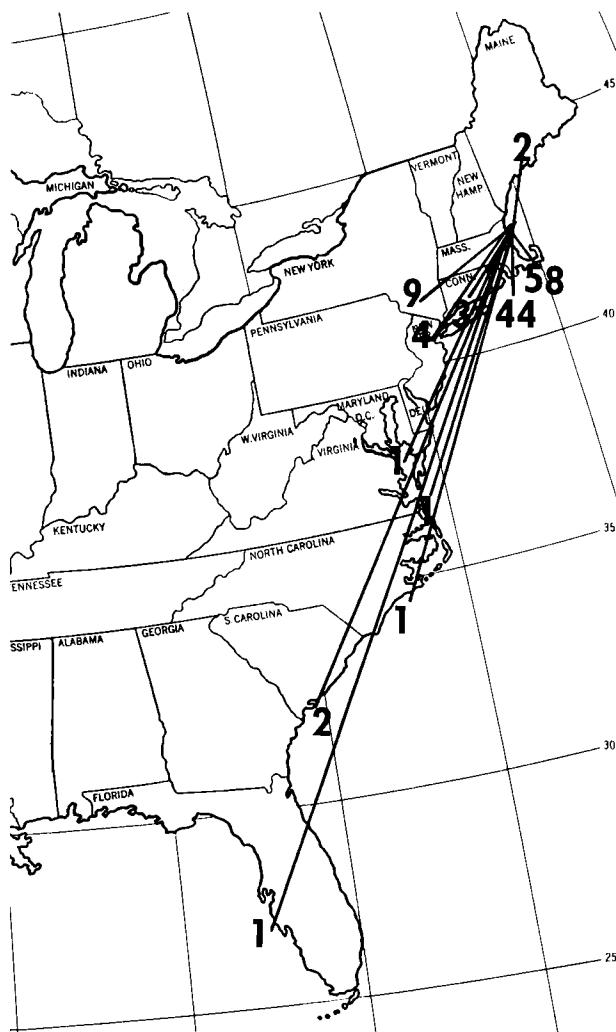 MAINE
45
2
VERMONT
NEW
HAMP
MICHIGAN
MASS.
NEW YORK
CONN
58
9
44
40
4
PENNSYLVANIA
INDIANA
OHIO
MARYLAND
D.C.
DEL
W.VIRGINIA
VIRGINIA
1
KENTUCKY
1
35
NORTH CAROLINA
ENNESSEE
1
S. CAROLINA
SSIPPI
ALABAMA
GEORGIA
2
30
FLORIDA
1
25